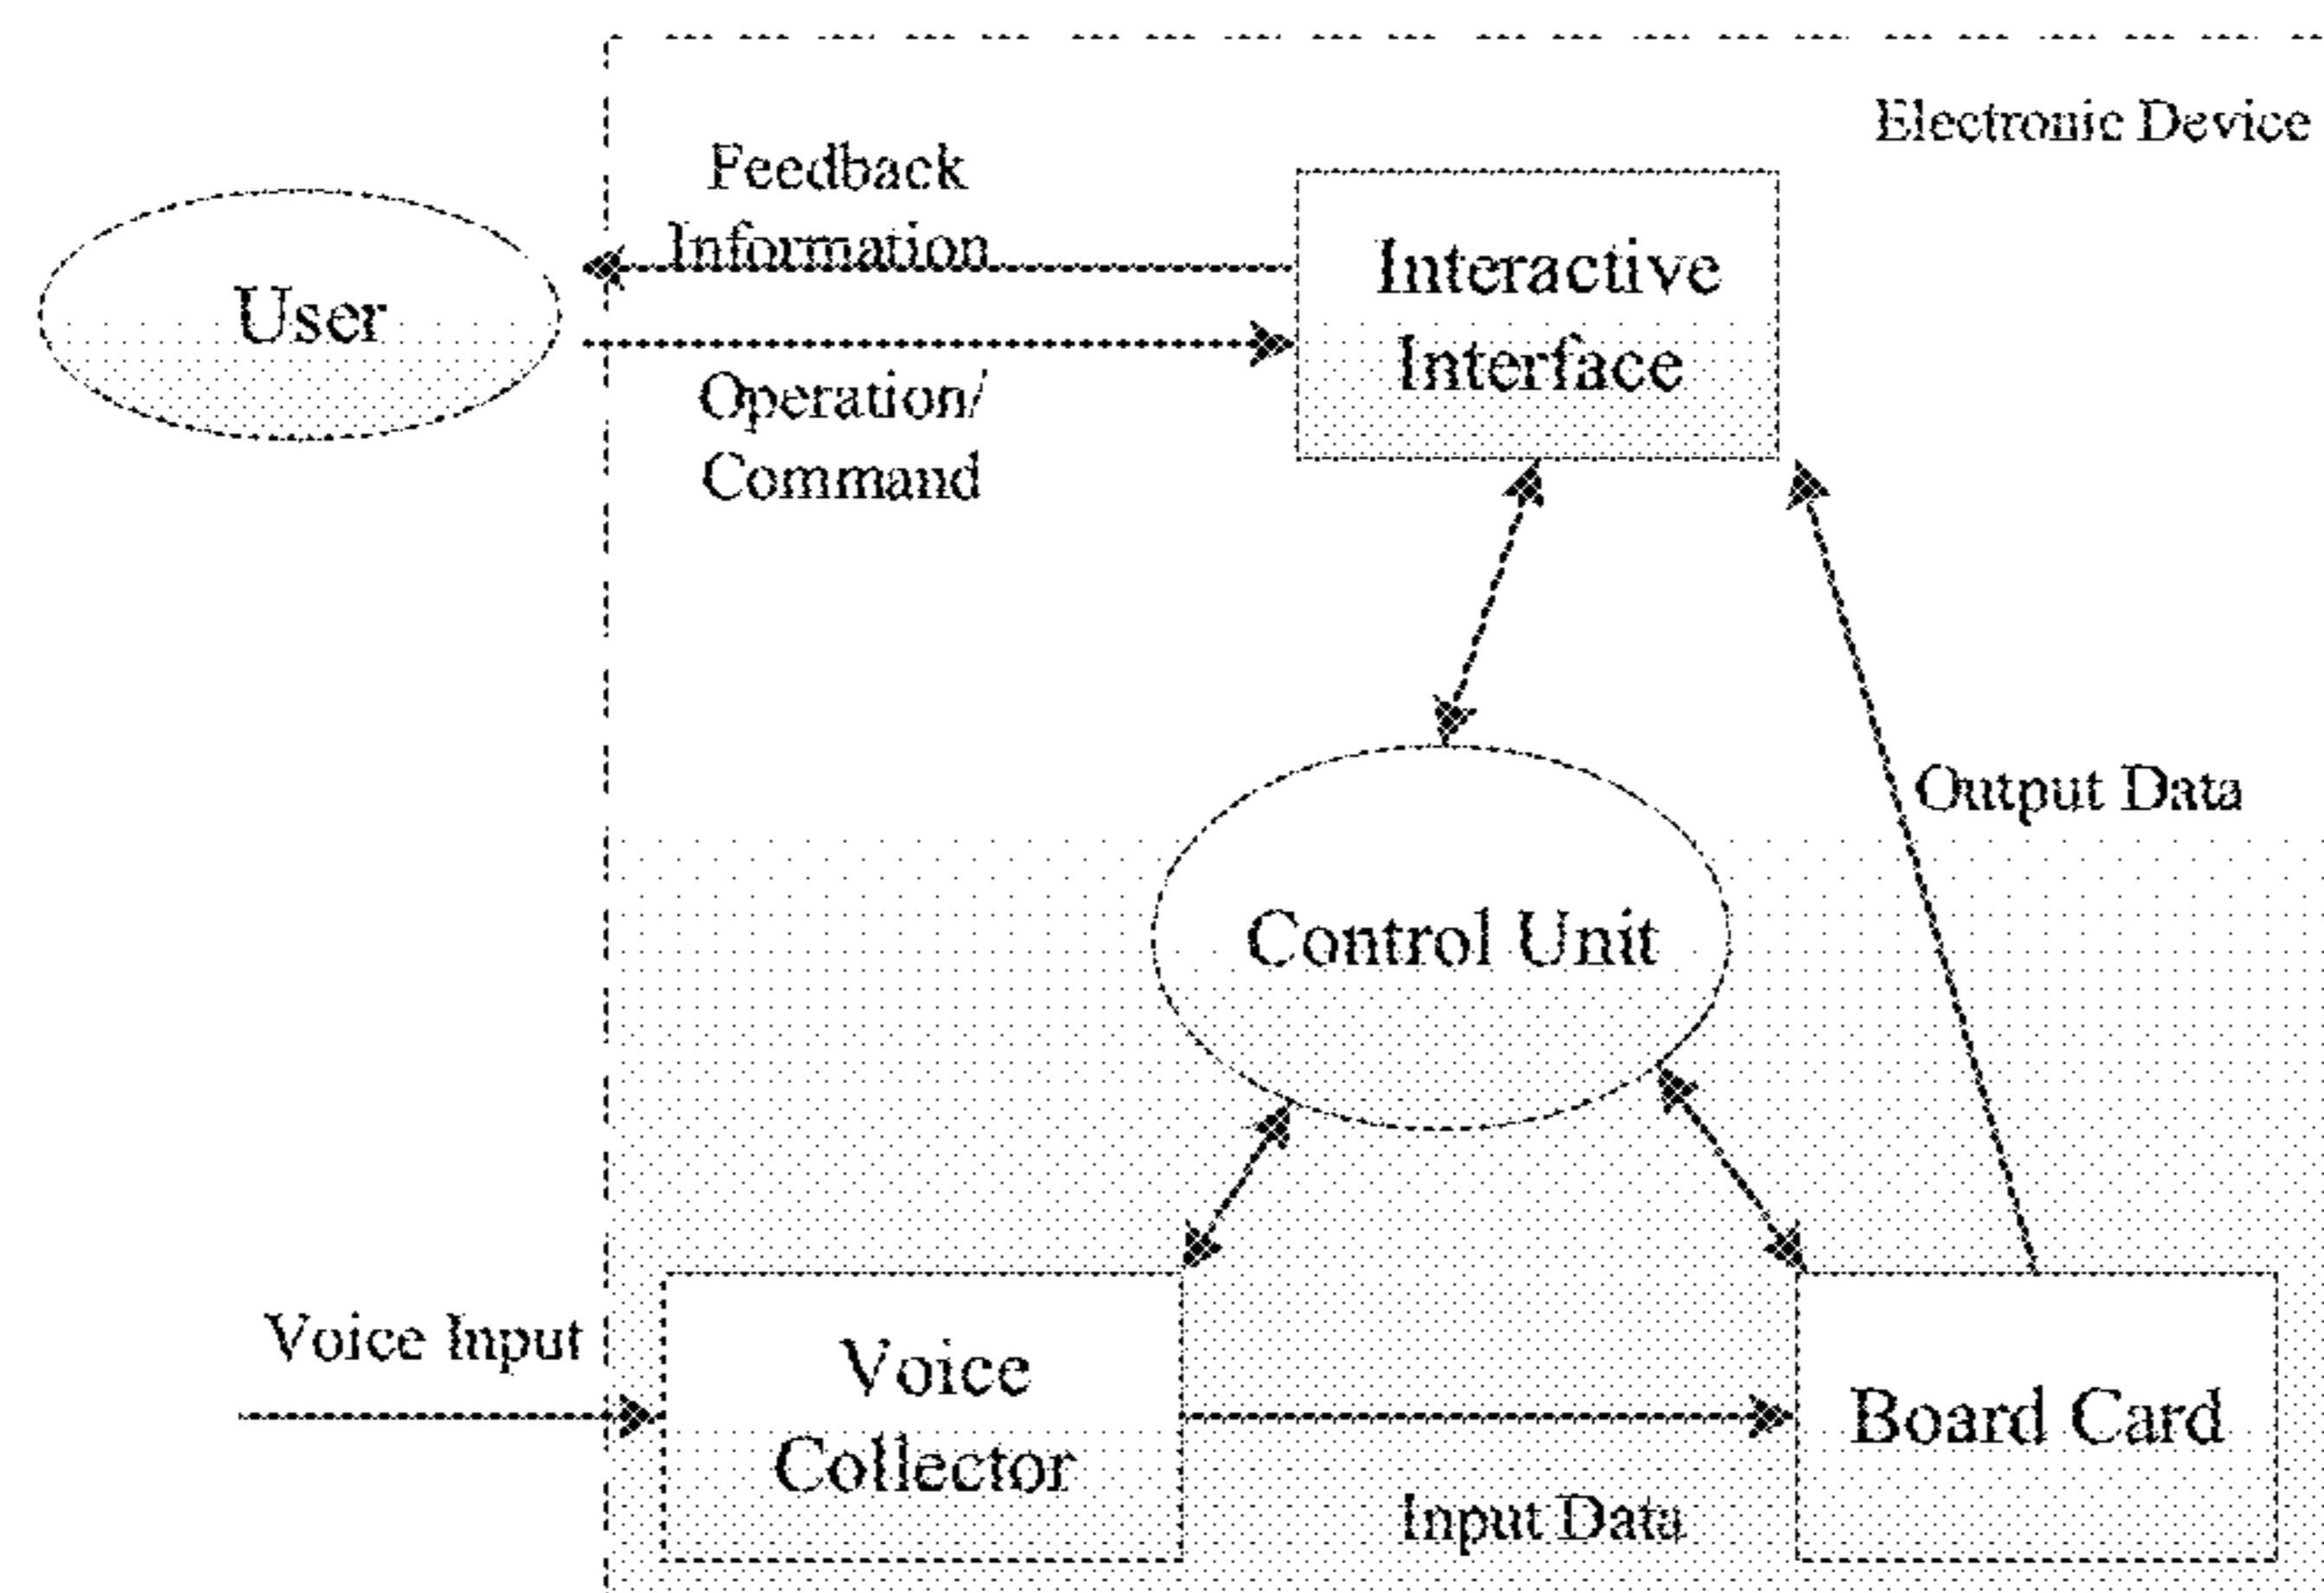 Electronic Device
Feedback
Information
User
Interactive
Interface
Operation/
Command
Output Data
Control Unit
Voice Input
Voice
Collector
Board Card
Input Data